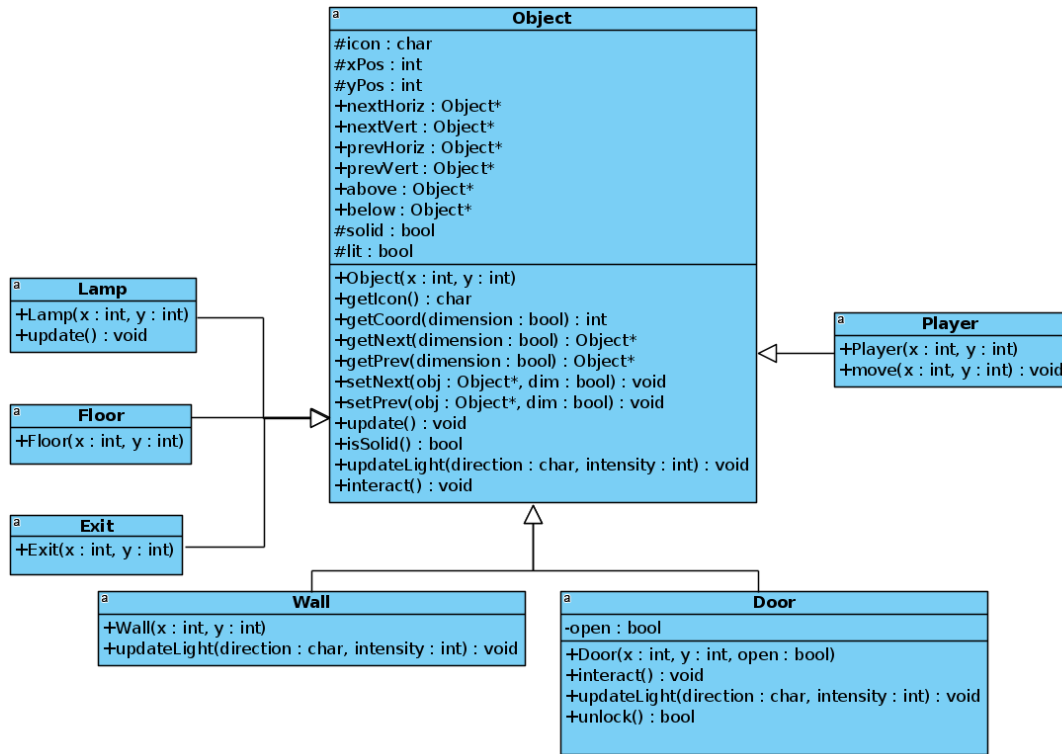 a
Object
#icon : char
#xPos : int
#yPos : int
+nextHoriz : Object*
+nextVert : Object*
+prevHoriz : Object*
+prevVert : Object*
+above : Object*
+below : Object*
#solid : bool
#lit : bool
+Object(x : int, y : int)
+getIcon() : char
+getCoord(dimension : bool) : int
+getNext(dimension : bool) : Object*
+getPrev(dimension : bool) : Object*
+setNext(obj : Object*, dim : bool) : void
+setPrev(obj : Object*, dim : bool) : void
+update() : void
+isSolid() : bool
+updateLight(direction : char, intensity : int) : void
+interact() : void
a
Lamp
+Lamp(x : int, y : int)
+update() : void
a
Floor
+Floor(x : int, y : int)
a
Exit
+Exit(x : int, y : int)
a
Player
+Player(x : int, y : int)
+move(x : int, y : int) : void
a
Wall
+Wall(x : int, y : int)
+updateLight(direction : char, intensity : int) : void
a
Door
-open : bool
+Door(x : int, y : int, open : bool)
+interact() : void
+updateLight(direction : char, intensity : int) : void
+unlock() : bool